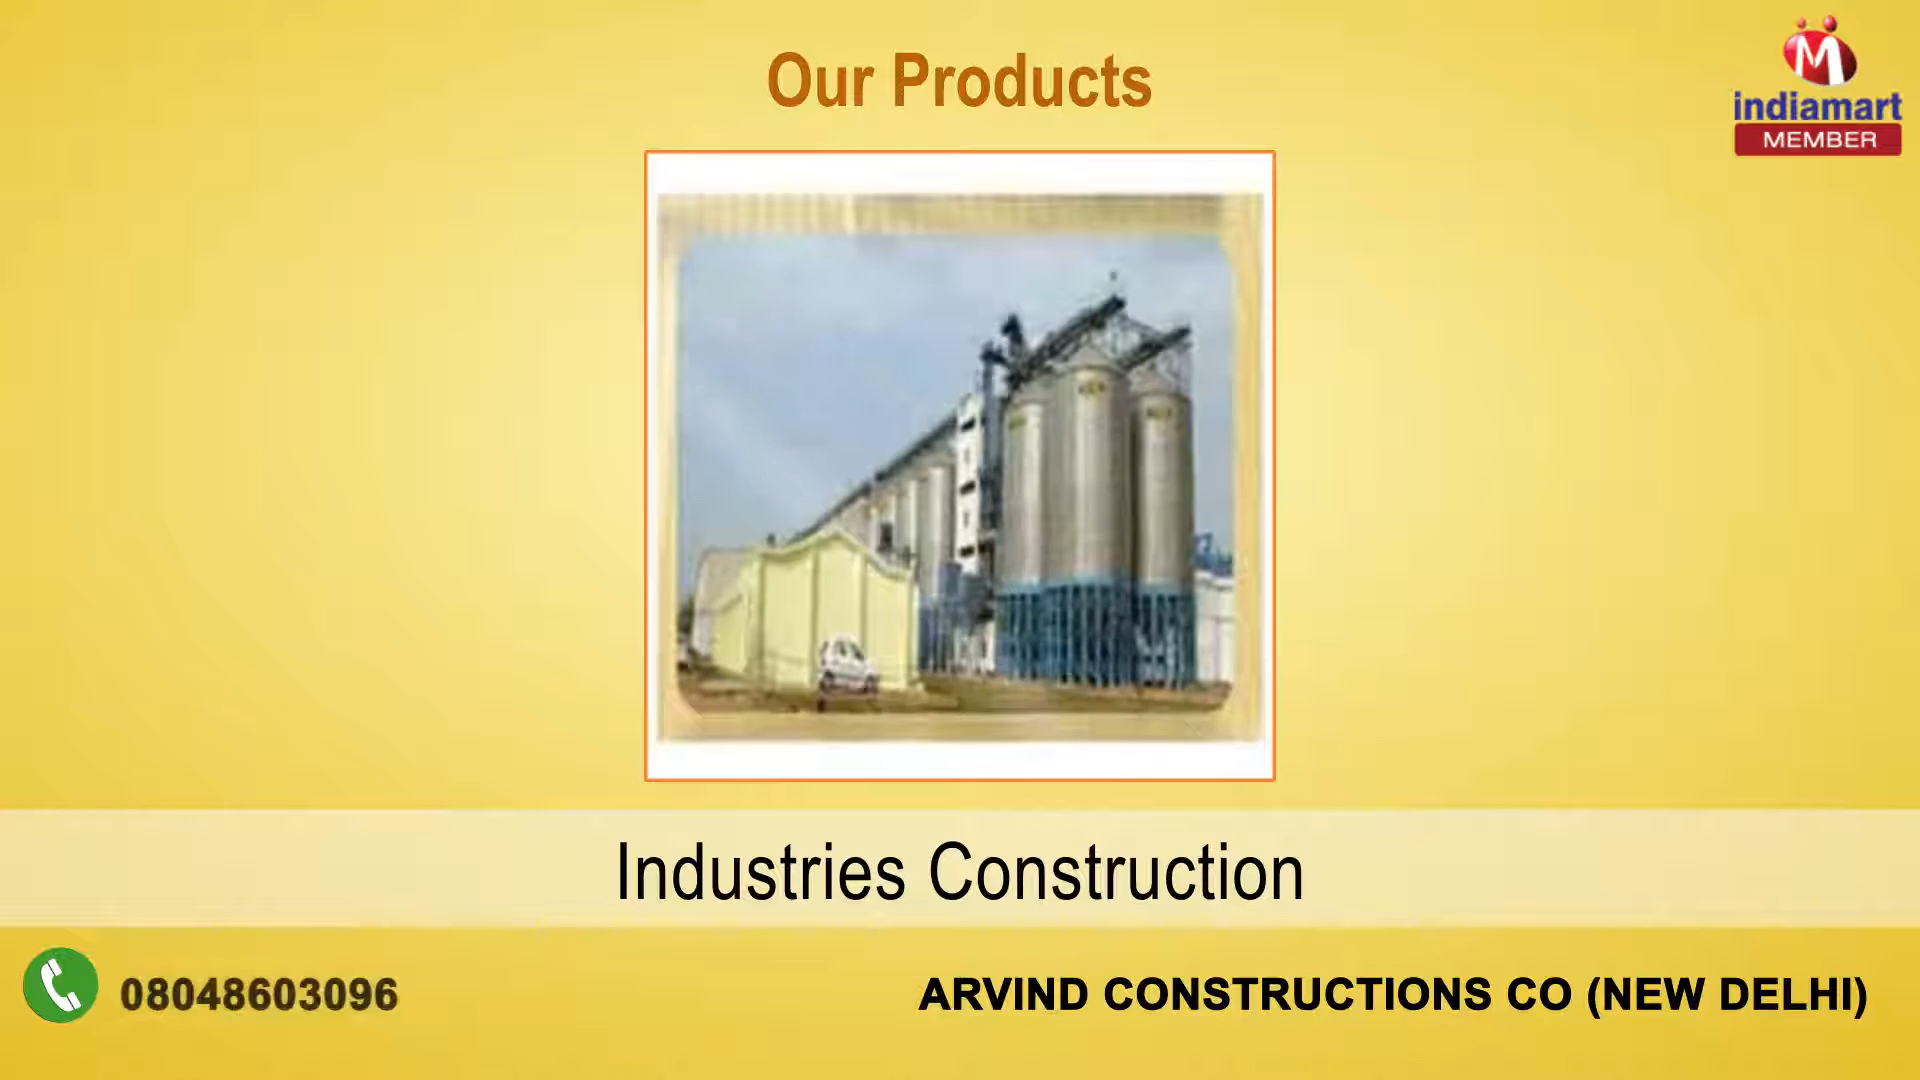 Our Products
indiamart
MEMBER
Industries Construction
08048603096
ARVIND CONSTRUCTIONS CO (NEW DELHI)